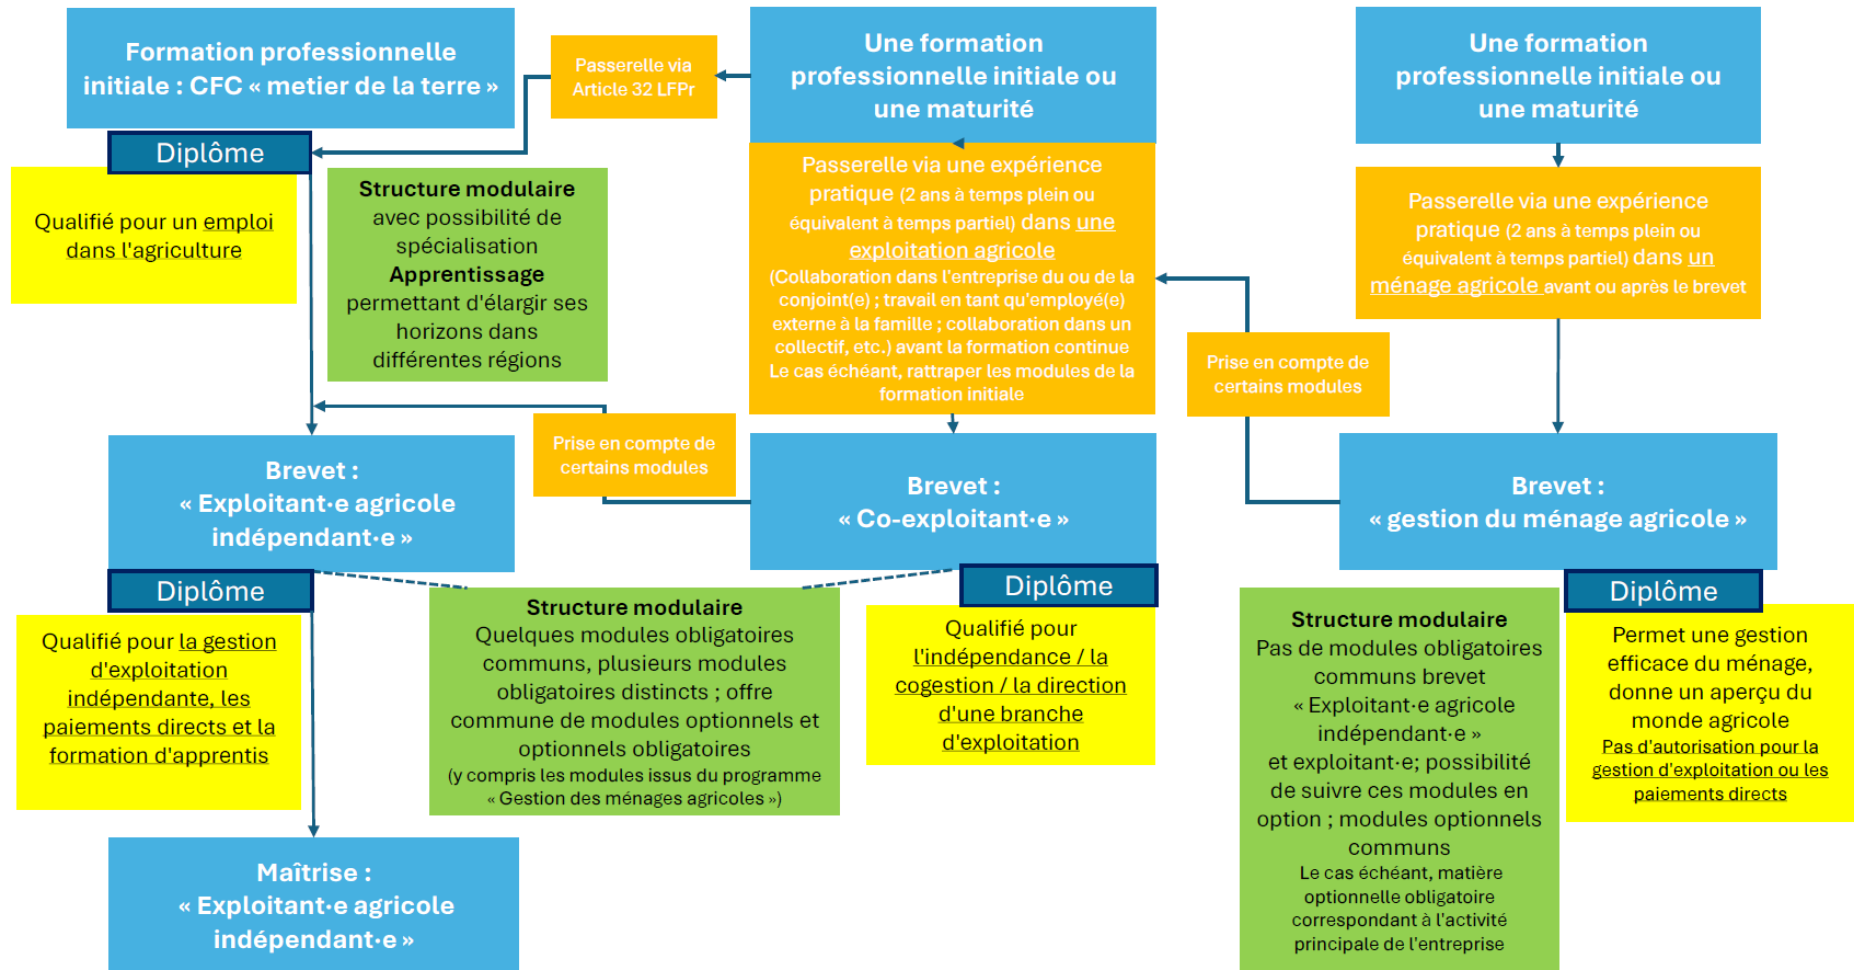 Formation professionnelle
initiale : CFC « metier de la terre »
Diplôme
Qualifié pour un emploi
dans l'agriculture
Structure modulaire
avec possibilité de
spécialisation
Apprentissage
permettant d'élargir ses
horizons dans
différentes régions
Passerelle via
Article 32 LFPr
Une formation
professionnelle initiale ou
une maturité
Passerelle via une expérience
pratique (2 ans à temps plein ou
équivalent à temps partiel) dans une
exploitation agricole
(Collaboration dans l'entreprise du ou de la
conjoint(e) ; travail en tant qu'employé(e)
externe à la famille ; collaboration dans un
collectif, etc.) avant la formation continue
Le cas échéant, rattraper les modules de la
formation initiale
Une formation
professionnelle initiale ou
une maturité
Passerelle via une expérience
pratique (2 ans à temps plein ou
équivalent à temps partiel) dans un
ménage agricole avant ou après le brevet
Prise en compte de
certains modules
Prise en compte de
certains modules
Brevet :
« Exploitant·e agricole
indépendant·e »
Diplôme
Qualifié pour la gestion
d'exploitation
indépendante, les
paiements directs et la
formation d'apprentis
Brevet :
« Co-exploitant·e »
Diplôme
Qualifié pour
l'indépendance / la
cogestion / la direction
d'une branche
d'exploitation
Structure modulaire
Quelques modules obligatoires
communs, plusieurs modules
obligatoires distincts ; offre
commune de modules optionnels et
optionnels obligatoires
(y compris les modules issus du programme
« Gestion des ménages agricoles »)
Brevet :
« gestion du ménage agricole »
Diplôme
Permet une gestion
efficace du ménage,
donne un aperçu du
monde agricole
Pas d'autorisation pour la
gestion d'exploitation ou les
paiements directs
Structure modulaire
Pas de modules obligatoires
communs brevet
« Exploitant·e agricole
indépendant·e »
et exploitant·e; possibilité
de suivre ces modules en
option ; modules optionnels
communs
Le cas échéant, matière
optionnelle obligatoire
correspondant à l'activité
principale de l'entreprise
Maîtrise :
« Exploitant·e agricole
indépendant·e »